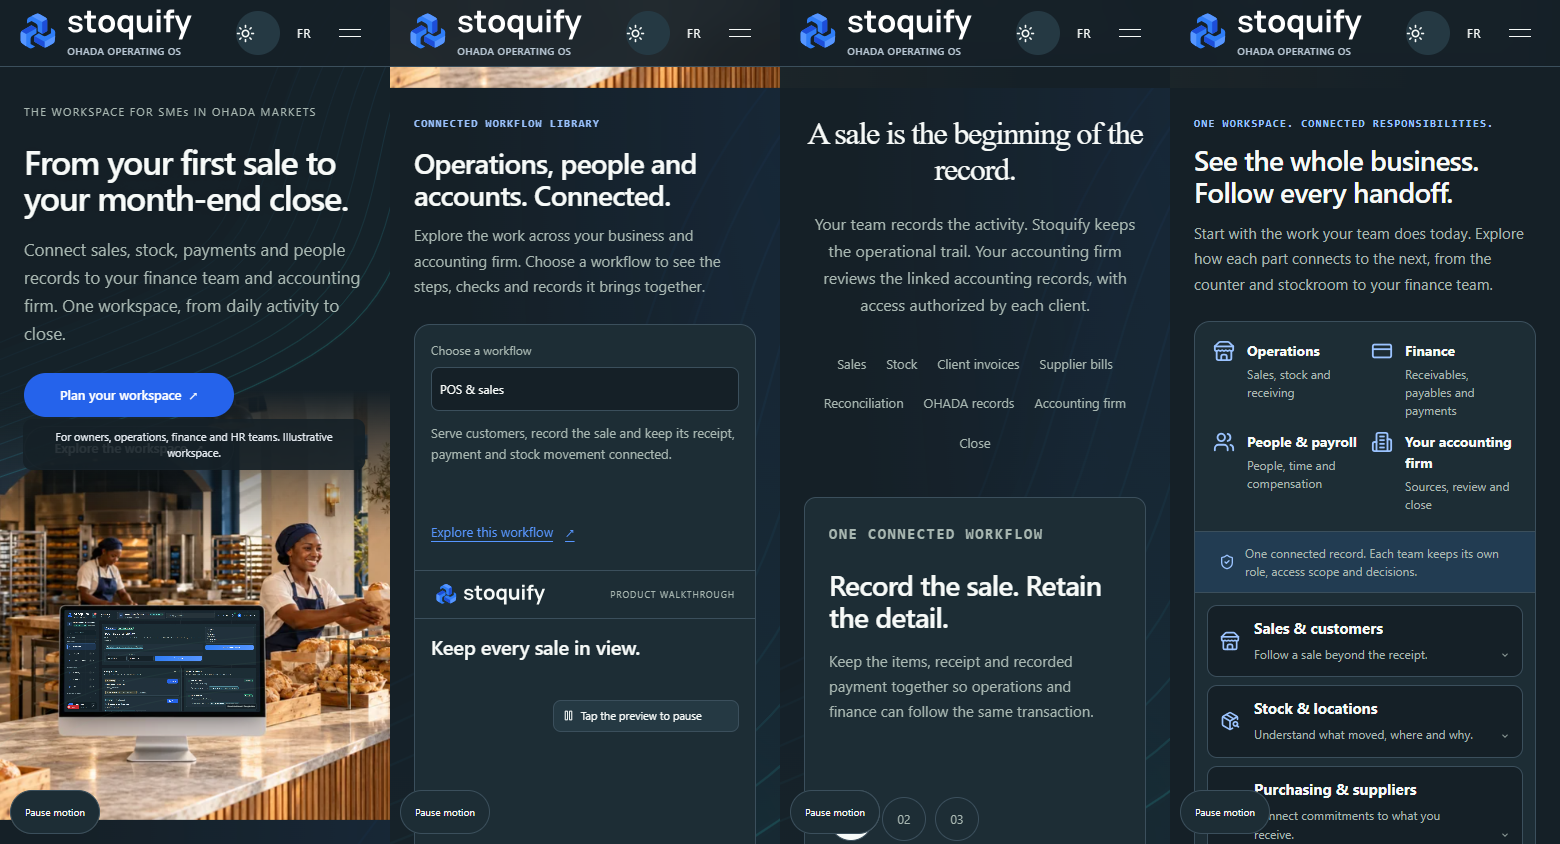 stoquify
OHADA OPERATING OS
FR
THE WORKSPACE FOR SMEs IN OHADA MARKETS
From your first sale to
your month-end close.
Connect sales, stock, payments and people
records to your finance team and accounting
firm. One workspace, from daily activity to
close.
Plan your workspace ↗
Explore the workspace
For owners, operations, finance and HR teams. Illustrative
workspace.
Pause motion
stoquify
OHADA OPERATING OS
FR
CONNECTED WORKFLOW LIBRARY
Operations, people and
accounts. Connected.
Explore the work across your business and
accounting firm. Choose a workflow to see the
steps, checks and records it brings together.
Choose a workflow
POS & sales
Serve customers, record the sale and keep its receipt,
payment and stock movement connected.
Explore this workflow ↗
stoquify
PRODUCT WALKTHROUGH
Keep every sale in view.
Tap the preview to pause
Pause motion
stoquify
OHADA OPERATING OS
FR
A sale is the beginning of the
record.
Your team records the activity. Stoquify keeps
the operational trail. Your accounting firm
reviews the linked accounting records, with
access authorized by each client.
Sales Stock Client invoices Supplier bills
Reconciliation OHADA records Accounting firm
Close
ONE CONNECTED WORKFLOW
Record the sale. Retain
the detail.
Keep the items, receipt and recorded
payment together so operations and
finance can follow the same transaction.
Pause motion
02 03
stoquify
OHADA OPERATING OS
FR
ONE WORKSPACE. CONNECTED RESPONSIBILITIES.
See the whole business.
Follow every handoff.
Start with the work your team does today. Explore
how each part connects to the next, from the
counter and stockroom to your finance team.
Operations
Sales, stock and
receiving
Finance
Receivables,
payables and
payments
People & payroll
People, time and
compensation
Your accounting
firm
Sources, review and
close
One connected record. Each team keeps its own
role, access scope and decisions.
Sales & customers
Follow a sale beyond the receipt.
Stock & locations
Understand what moved, where and why.
Purchasing & suppliers
commitments to what you
receive.
Pause motion